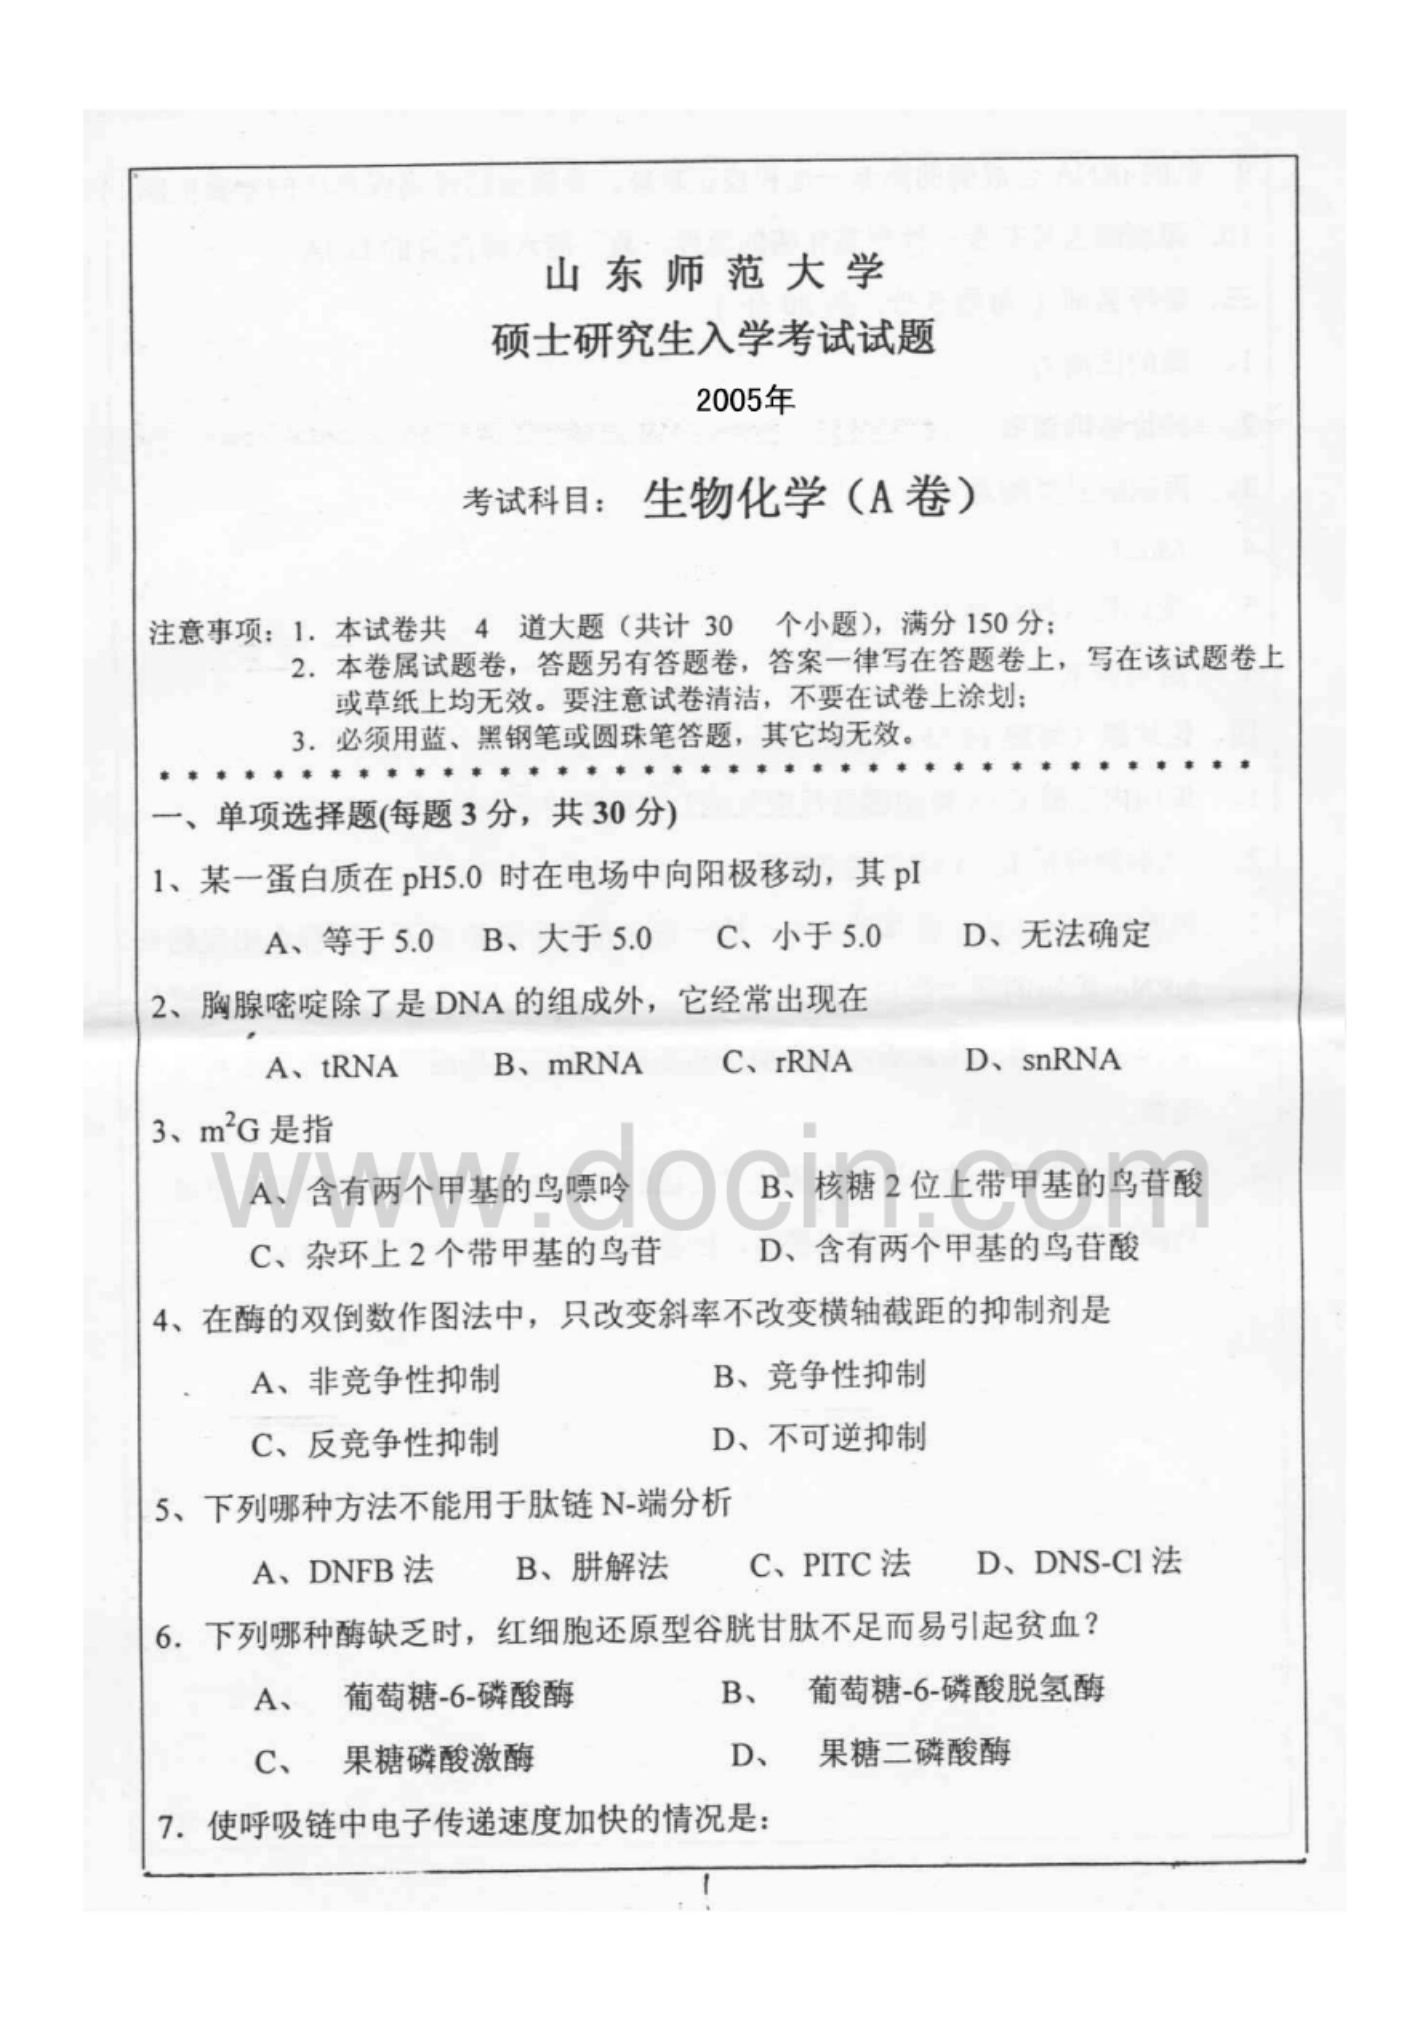 山东师范大学
硕士研究生入学考试试题
2005年
考试科目： 生物化学（A 卷）
注意事项：1．本试卷共 4 道大题（共计 30 个小题），满分 150 分；
2．本卷属试题卷，答题另有答题卷，答案一律写在答题卷上，写在该试题卷上
或草纸上均无效。要注意试卷清洁，不要在试卷上涂划；
3．必须用蓝、黑钢笔或圆珠笔答题，其它均无效。
* * * * * * * * * * * * * * * * * * * * * * * * * * * * * * * * * * * * * * *
一、单项选择题(每题 3 分，共 30 分)
1、某一蛋白质在 pH5.0 时在电场中向阳极移动，其 pI
A、等于 5.0 B、大于 5.0 C、小于 5.0 D、无法确定
2、胸腺嘧啶除了是 DNA 的组成外，它经常出现在
A、tRNA B、mRNA C、rRNA D、snRNA
3、m²G 是指
www.docin.com
A、含有两个甲基的鸟嘌呤 B、核糖 2 位上带甲基的鸟苷酸
C、杂环上 2 个带甲基的鸟苷 D、含有两个甲基的鸟苷酸
4、在酶的双倒数作图法中，只改变斜率不改变横轴截距的抑制剂是
A、非竞争性抑制 B、竞争性抑制
C、反竞争性抑制 D、不可逆抑制
5、下列哪种方法不能用于肽链 N-端分析
A、DNFB 法 B、肼解法 C、PITC 法 D、DNS-Cl 法
6．下列哪种酶缺乏时，红细胞还原型谷胱甘肽不足而易引起贫血？
A、 葡萄糖-6-磷酸酶 B、 葡萄糖-6-磷酸脱氢酶
C、 果糖磷酸激酶 D、 果糖二磷酸酶
7．使呼吸链中电子传递速度加快的情况是：
1